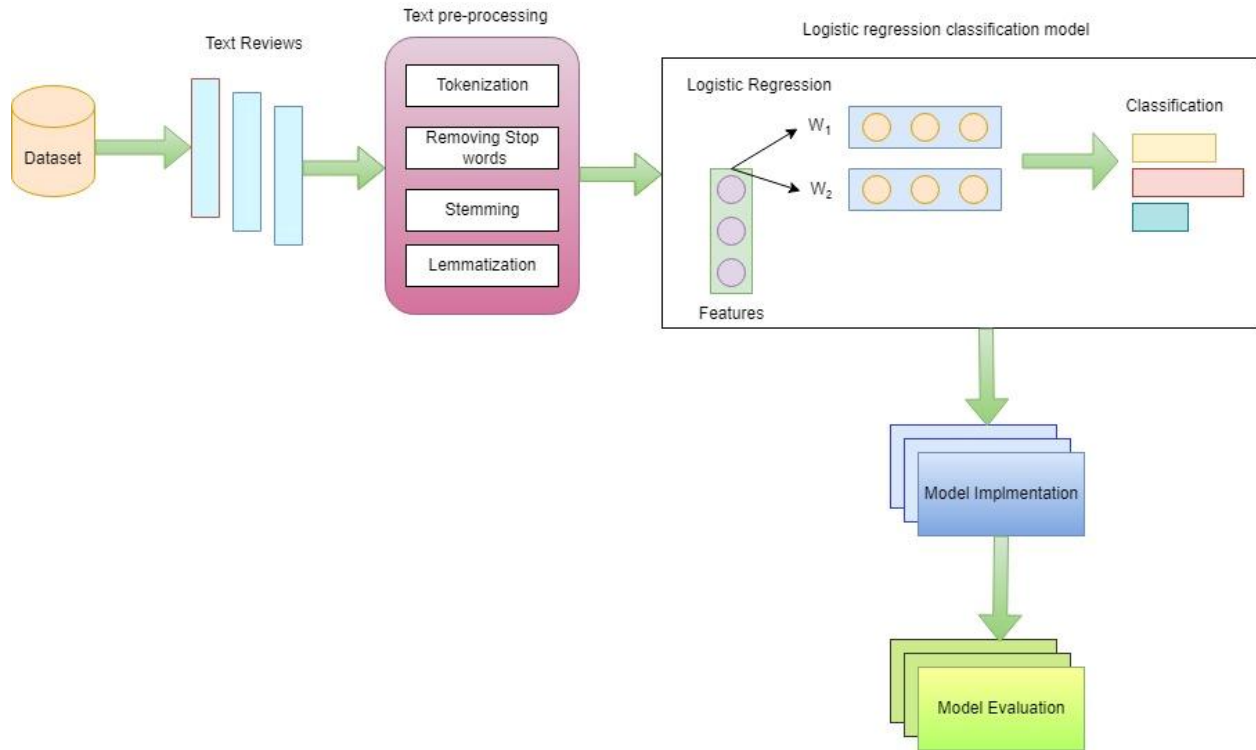 Text pre-processing
Text Reviews
Logistic regression classification model
Dataset
Tokenization
Removing Stop
words
Stemming
Lemmatization
Logistic Regression
W1
W2
Features
Classification
Model Implmentation
Model Evaluation